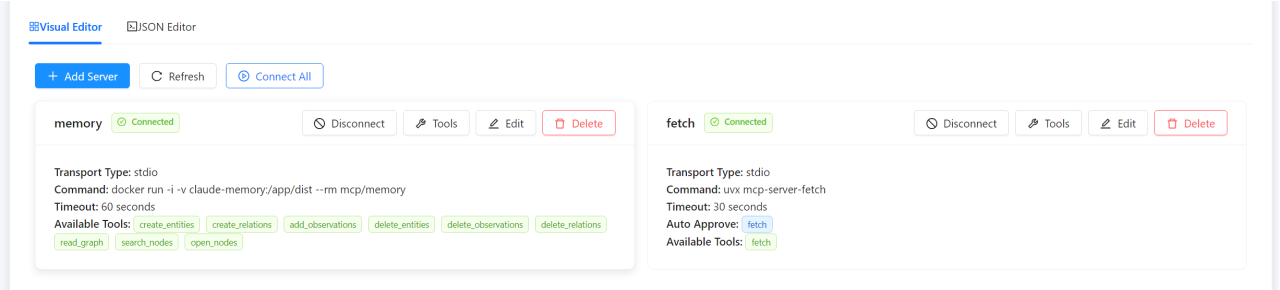 Visual Editor JSON Editor
Add Server Refresh Connect All
memory Connected Disconnect Tools Edit Delete
Transport Type: stdio
Command: docker run -i -v claude-memory:/app/dist --rm mcp/memory
Timeout: 60 seconds
Available Tools: create_entities create_relations add_observations delete_entities delete_observations delete_relations
read_graph search_nodes open_nodes
fetch Connected Disconnect Tools Edit Delete
Transport Type: stdio
Command: uvx mcp-server-fetch
Timeout: 30 seconds
Auto Approve: fetch
Available Tools: fetch